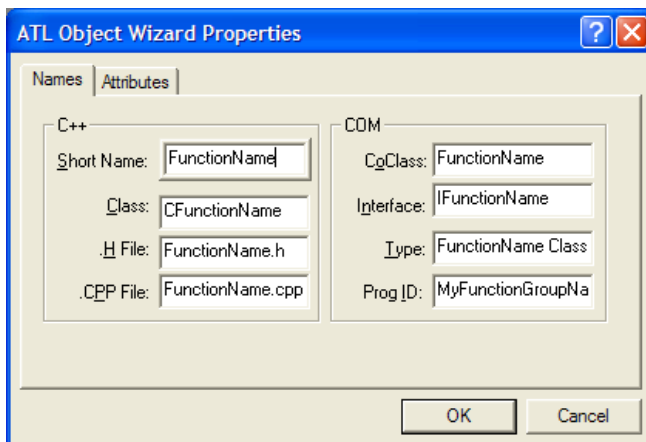 ATL Object Wizard Properties
Names Attributes
C++
Short Name: FunctionName
Class: CFunctionName
.H File: FunctionName.h
.CPP File: FunctionName.cpp
COM
CoClass: FunctionName
Interface: IFunctionName
Type: FunctionName Class
Prog ID: MyFunctionGroupNa
OK Cancel